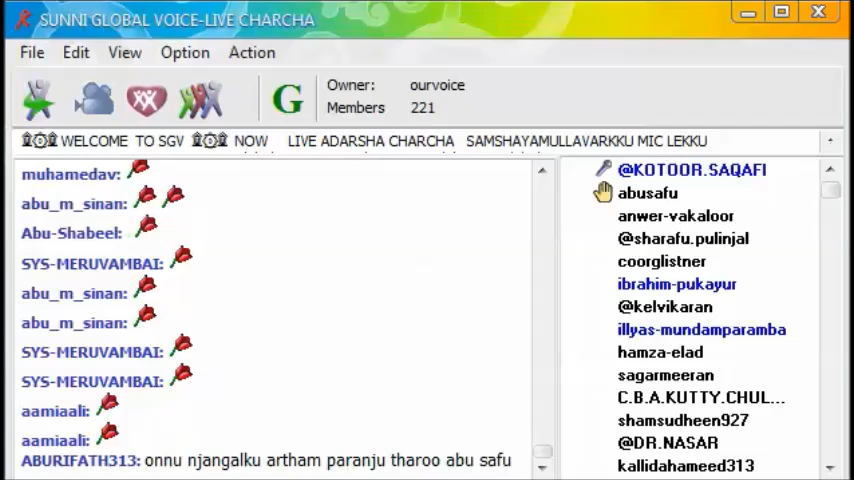 SUNNI GLOBAL VOICE-LIVE CHARCHA
File Edit View Option Action
G
Owner: ourvoice
Members 221
WELCOME TO SGV NOW LIVE ADARSHA CHARCHA SAMSHAYAMULLAVARKKU MIC LEKKU
muhamedav:
abu_m_sinan:
Abu-Shabeel:
SYS-MERUVAMBAI:
abu_m_sinan:
abu_m_sinan:
SYS-MERUVAMBAI:
SYS-MERUVAMBAI:
aamiaali:
aamiaali:
ABURIFATH313: onnu njangalku artham paranju tharoo abu safu
@KOTOOR.SAQAFI
abusafu
anwer-vakaloor
@sharafu.pulinjal
coorglistner
ibrahim-pukayur
@kelvikaran
illyas-mundamparamba
hamza-elad
sagarmeeran
C.B.A.KUTTY.CHUL...
shamsudheen927
@DR.NASAR
kallidahameed313